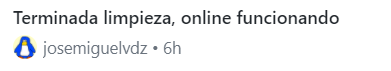 Terminada limpieza, online funcionando
josemiguelvdz • 6h